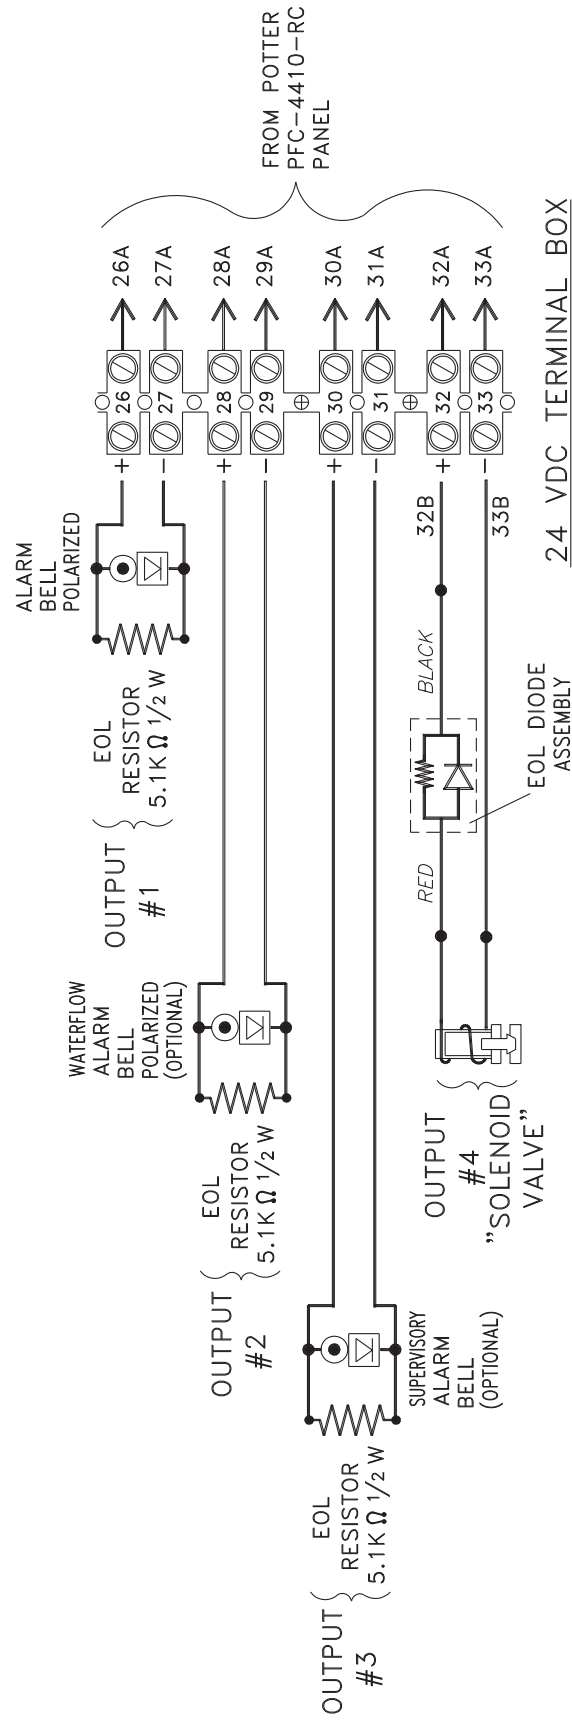 FROM POTTER
PFC-4410-RC
PANEL
26A
27A
28A
29A
30A
31A
32A
33A
26
27
28
29
30
31
32
33
+
-
+
-
+
-
+
-
24 VDC TERMINAL BOX
ALARM
BELL
POLARIZED
EOL
RESISTOR
5.1K Ω 1/2 W
OUTPUT
#1
WATERFLOW
ALARM
BELL
POLARIZED
(OPTIONAL)
EOL
RESISTOR
5.1K Ω 1/2 W
OUTPUT
#2
SUPERVISORY
ALARM
BELL
(OPTIONAL)
EOL
RESISTOR
5.1K Ω 1/2 W
OUTPUT
#3
32B
33B
BLACK
RED
EOL DIODE
ASSEMBLY
OUTPUT
#4
"SOLENOID
VALVE"